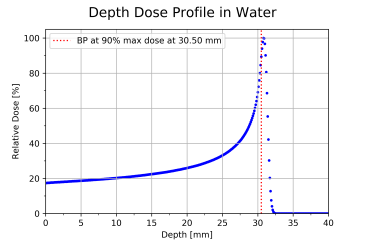 Depth Dose Profile in Water
BP at 90% max dose at 30.50 mm
Relative Dose [%]
100
80
60
40
20
0
0 5 10 15 20 25 30 35 40
Depth [mm]